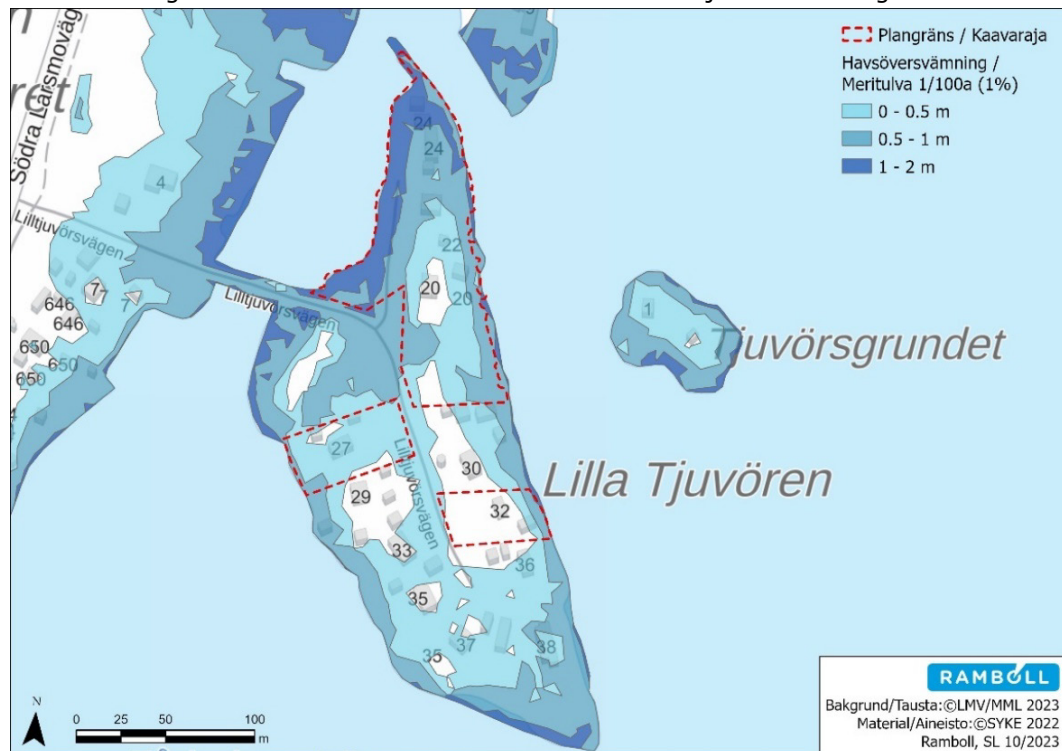 Plangräns / Kaavaraja
Havsöversvämning /
Meritulva 1/100a (1%)
0 - 0.5 m
0.5 - 1 m
1 - 2 m
Södra Larsmoväg
ret
4
Lilltjuvörsvägen
7
7
646
646
650
650
650
4
24
24
22
20
20
Lilltjuvörsvägen
1
Tjuvörsgrundet
27
Lilltjuvörsvägen
30
Lilla Tjuvören
29
32
33
36
35
37
38
35
N
0 25 50 100
m
RAMBOLL
Bakgrund/Tausta:©LMV/MML 2023
Material/Aineisto:©SYKE 2022
Ramboll, SL 10/2023